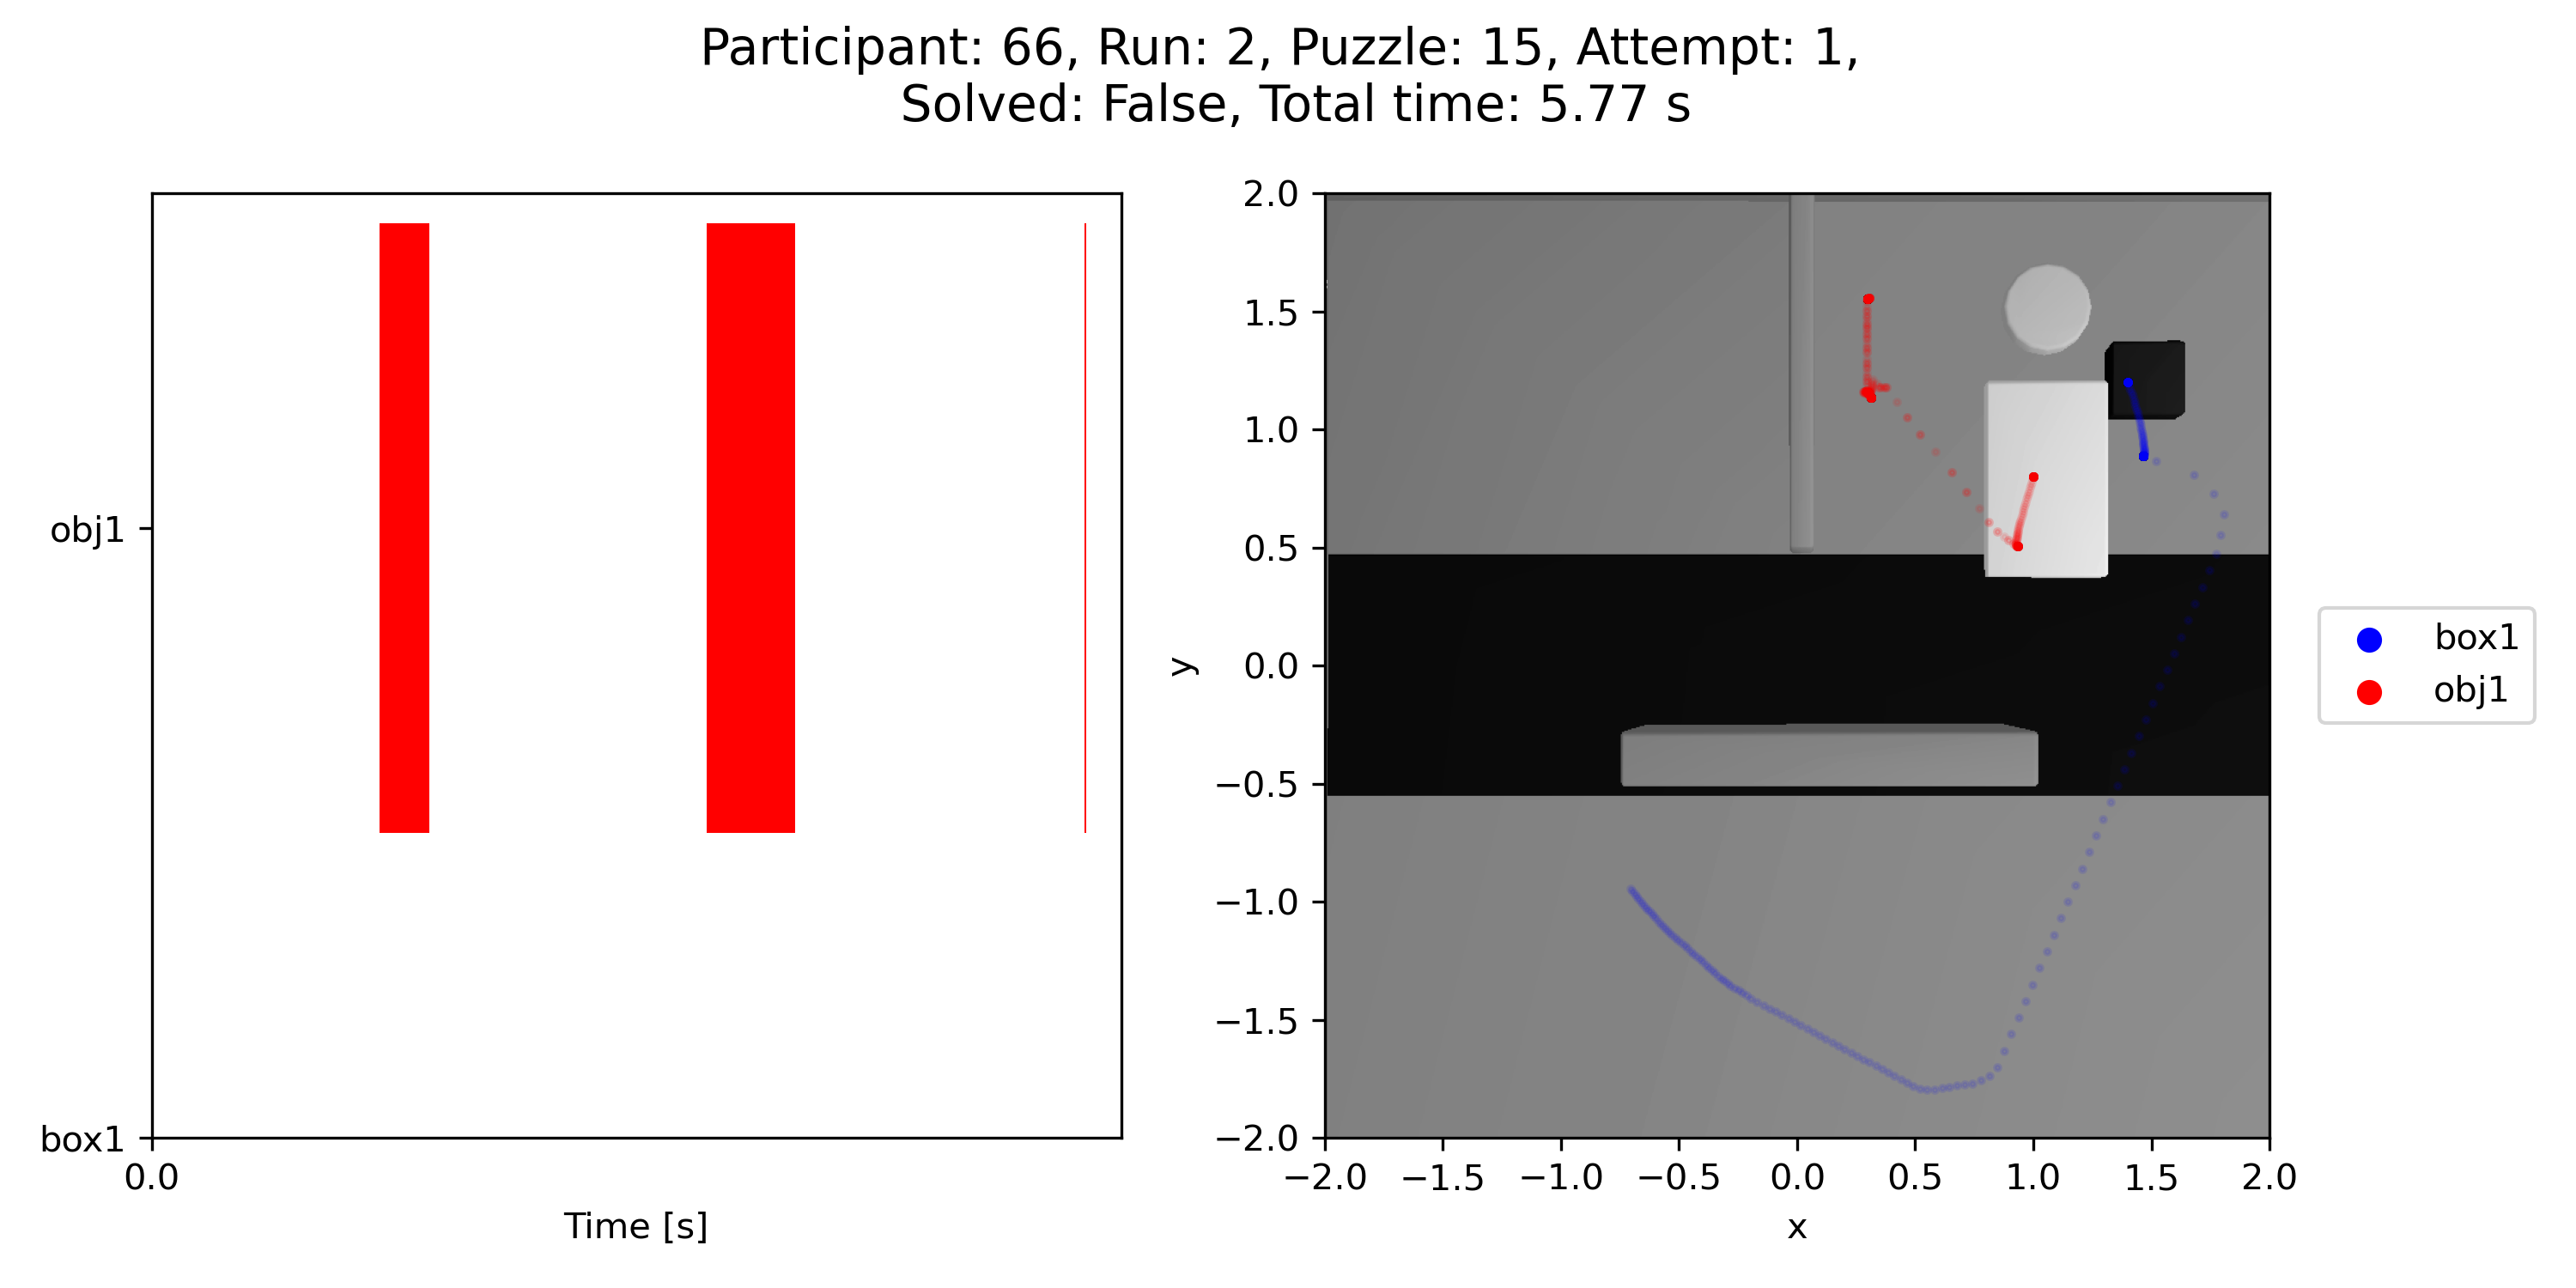 Participant: 66, Run: 2, Puzzle: 15, Attempt: 1,
Solved: False, Total time: 5.77 s
obj1
box1
0.0
Time [s]
2.0
1.5
1.0
0.5
0.0
−0.5
−1.0
−1.5
−2.0
y
−2.0 −1.5 −1.0 −0.5 0.0 0.5 1.0 1.5 2.0
x
box1
obj1